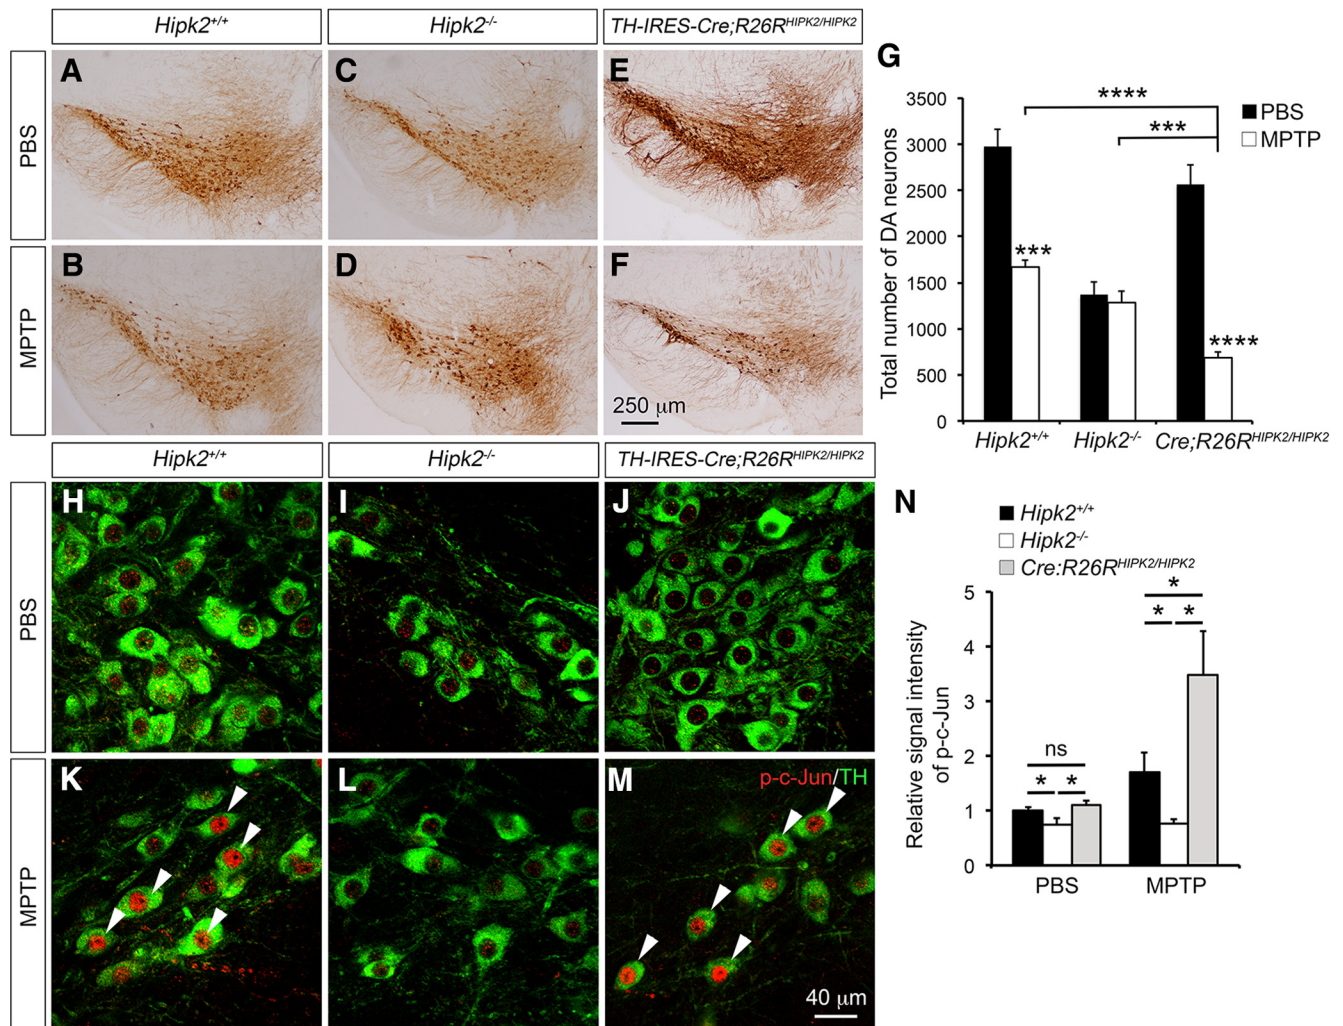 Hipk2+/+
Hipk2-/-
TH-IRES-Cre;R26RHIPK2/HIPK2
PBS
A
C
E
MPTP
B
D
F
250 μm
G
Total number of DA neurons
3500
3000
2500
2000
1500
1000
500
0
****
***
PBS
MPTP
***
****
Hipk2+/+
Hipk2-/-
Cre;R26RHIPK2/HIPK2
Hipk2+/+
Hipk2-/-
TH-IRES-Cre;R26RHIPK2/HIPK2
PBS
H
I
J
MPTP
K
L
M
p-c-Jun/TH
40 μm
N
Hipk2+/+
Hipk2-/-
Cre:R26RHIPK2/HIPK2
Relative signal intensity
of p-c-Jun
5
4
3
2
1
0
ns
* *
*
* *
PBS
MPTP